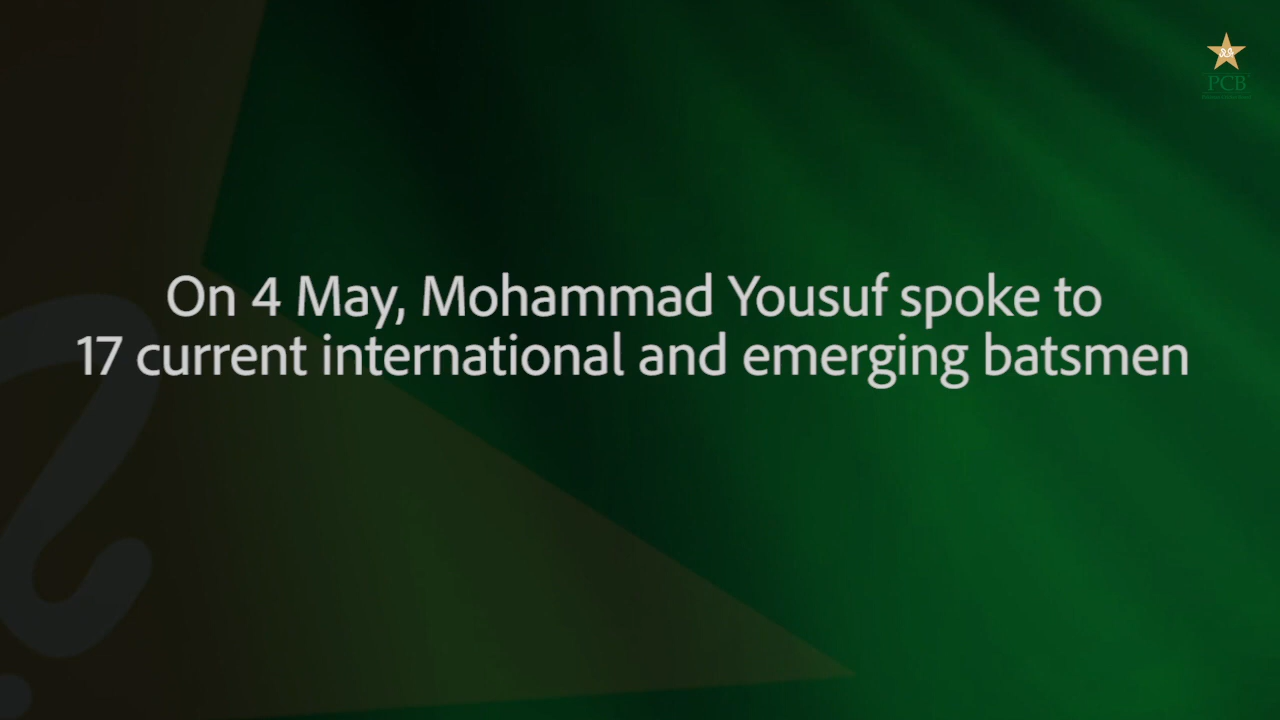 PCB
On 4 May, Mohammad Yousuf spoke to
17 current international and emerging batsmen